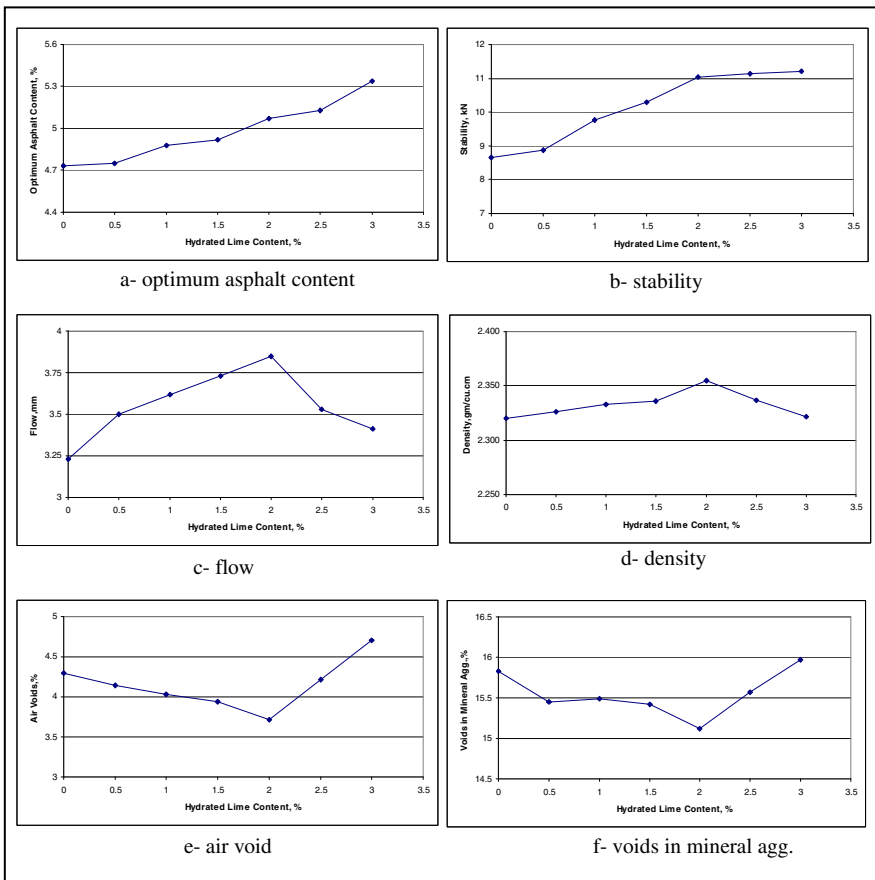 5.6
5.3
5
4.7
4.4
Optimum Asphalt Content, %
0 0.5 1 1.5 2 2.5 3 3.5
Hydrated Lime Content, %
a- optimum asphalt content
12
11
10
9
8
7
Stability, kN
0 0.5 1 1.5 2 2.5 3 3.5
Hydrated Lime Content, %
b- stability
4
3.75
3.5
3.25
3
Flow,mm
0 0.5 1 1.5 2 2.5 3 3.5
Hydrated Lime Content, %
c- flow
2.400
2.350
2.300
2.250
Density,gm/cu.cm
0 0.5 1 1.5 2 2.5 3 3.5
Hydrated Lime Content, %
d- density
5
4.5
4
3.5
3
Air Voids,%
0 0.5 1 1.5 2 2.5 3 3.5
Hydrated Lime Content, %
e- air void
16.5
16
15.5
15
14.5
Voids in Mineral Agg.,%
0 0.5 1 1.5 2 2.5 3 3.5
Hydrated Lime Content, %
f- voids in mineral agg.